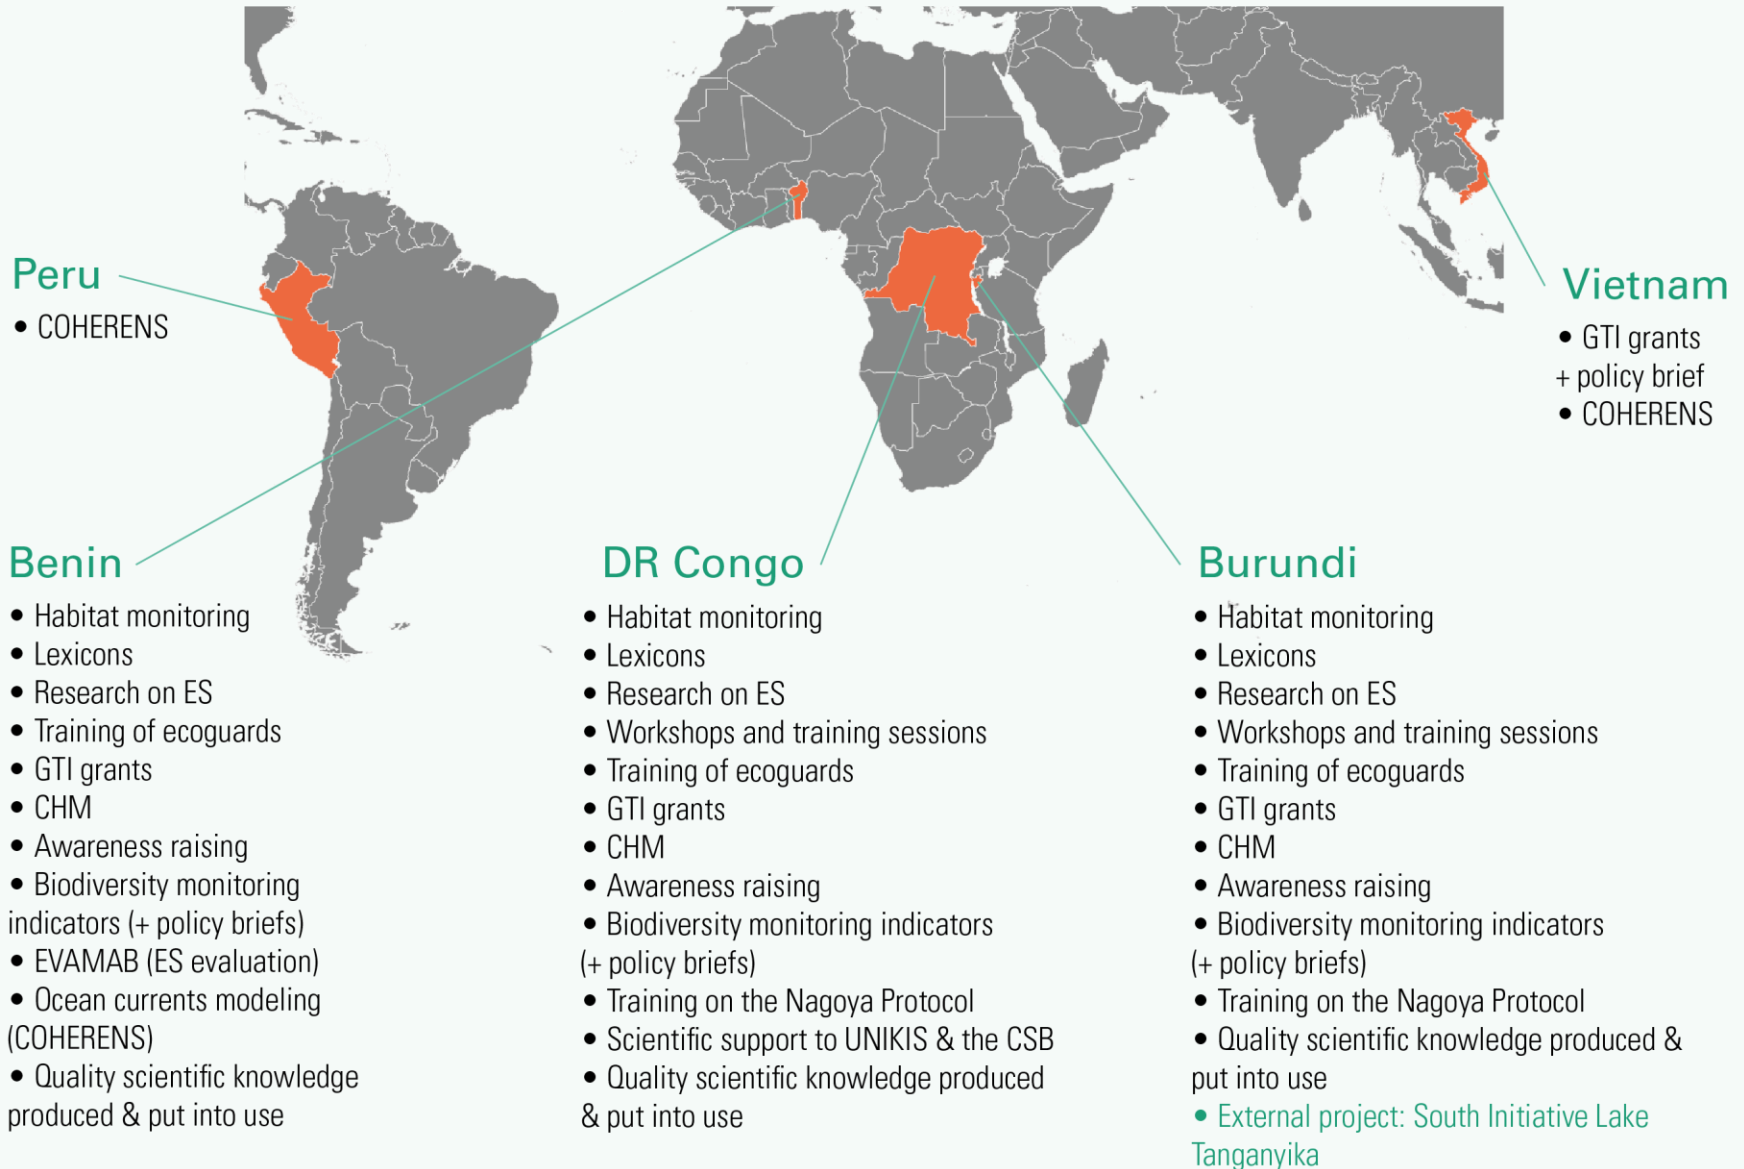 Peru
• COHERENS
Vietnam
• GTI grants
+ policy brief
• COHERENS
Benin
• Habitat monitoring
• Lexicons
• Research on ES
• Training of ecoguards
• GTI grants
• CHM
• Awareness raising
• Biodiversity monitoring
indicators (+ policy briefs)
• EVAMAB (ES evaluation)
• Ocean currents modeling
(COHERENS)
• Quality scientific knowledge
produced & put into use
DR Congo
• Habitat monitoring
• Lexicons
• Research on ES
• Workshops and training sessions
• Training of ecoguards
• GTI grants
• CHM
• Awareness raising
• Biodiversity monitoring indicators
(+ policy briefs)
• Training on the Nagoya Protocol
• Scientific support to UNIKIS & the CSB
• Quality scientific knowledge produced
& put into use
Burundi
• Habitat monitoring
• Lexicons
• Research on ES
• Workshops and training sessions
• Training of ecoguards
• GTI grants
• CHM
• Awareness raising
• Biodiversity monitoring indicators
(+ policy briefs)
• Training on the Nagoya Protocol
• Quality scientific knowledge produced &
put into use
• External project: South Initiative Lake
Tanganyika